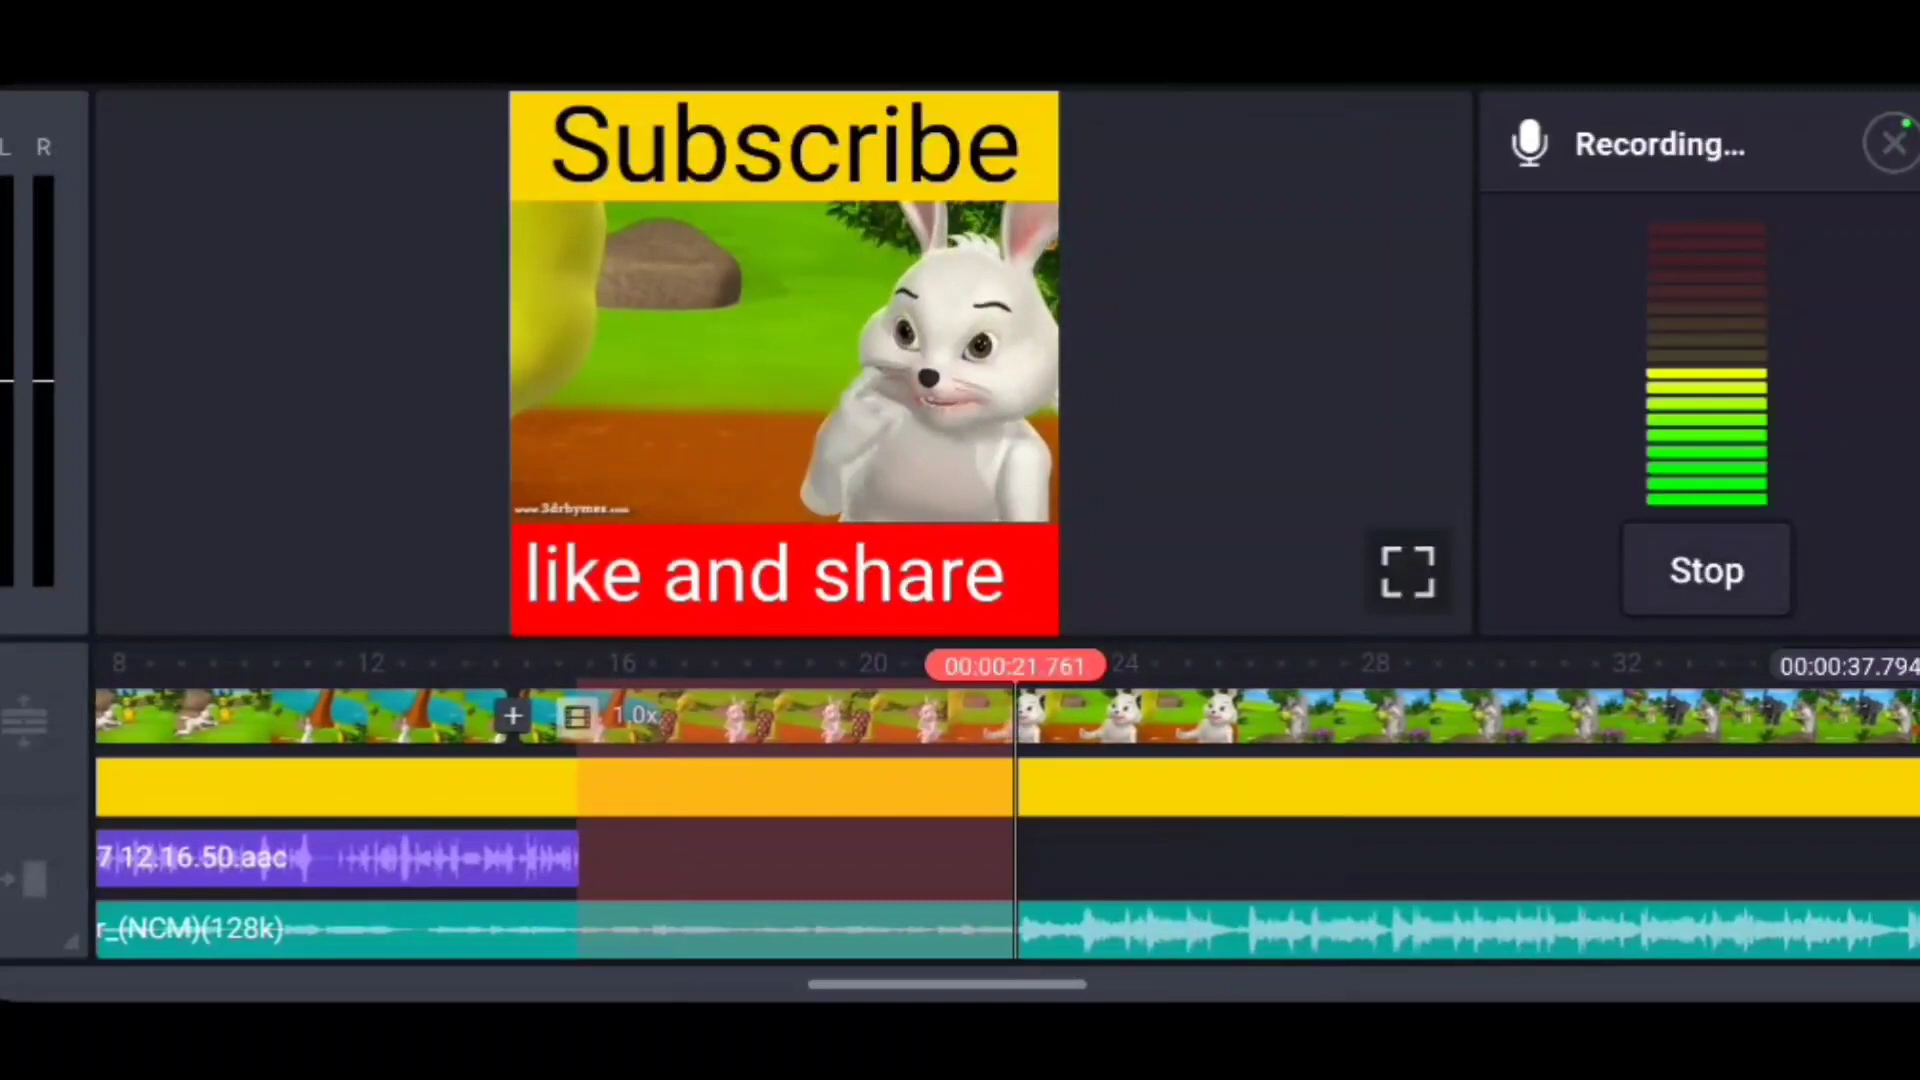 L R
Subscribe
Recording...
www.3drhymes.com
like and share
Stop
8 12 16 20 00:00:21.761 24 28 32 00:00:37.794
1.0x
7 12.16.50.aac
r_(NCM)(128k)